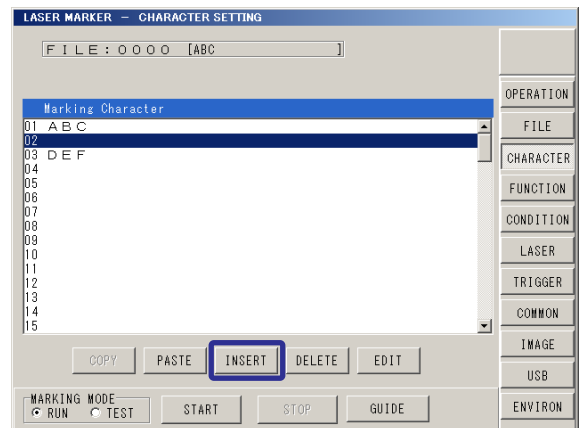 LASER MARKER － CHARACTER SETTING
ＦＩＬＥ：００００ [ABC ]
Marking Character
01 ＡＢＣ
02
03 ＤＥＦ
04
05
06
07
08
09
10
11
12
13
14
15
COPY PASTE INSERT DELETE EDIT
MARKING MODE
RUN TEST START STOP GUIDE
OPERATION
FILE
CHARACTER
FUNCTION
CONDITION
LASER
TRIGGER
COMMON
IMAGE
USB
ENVIRON